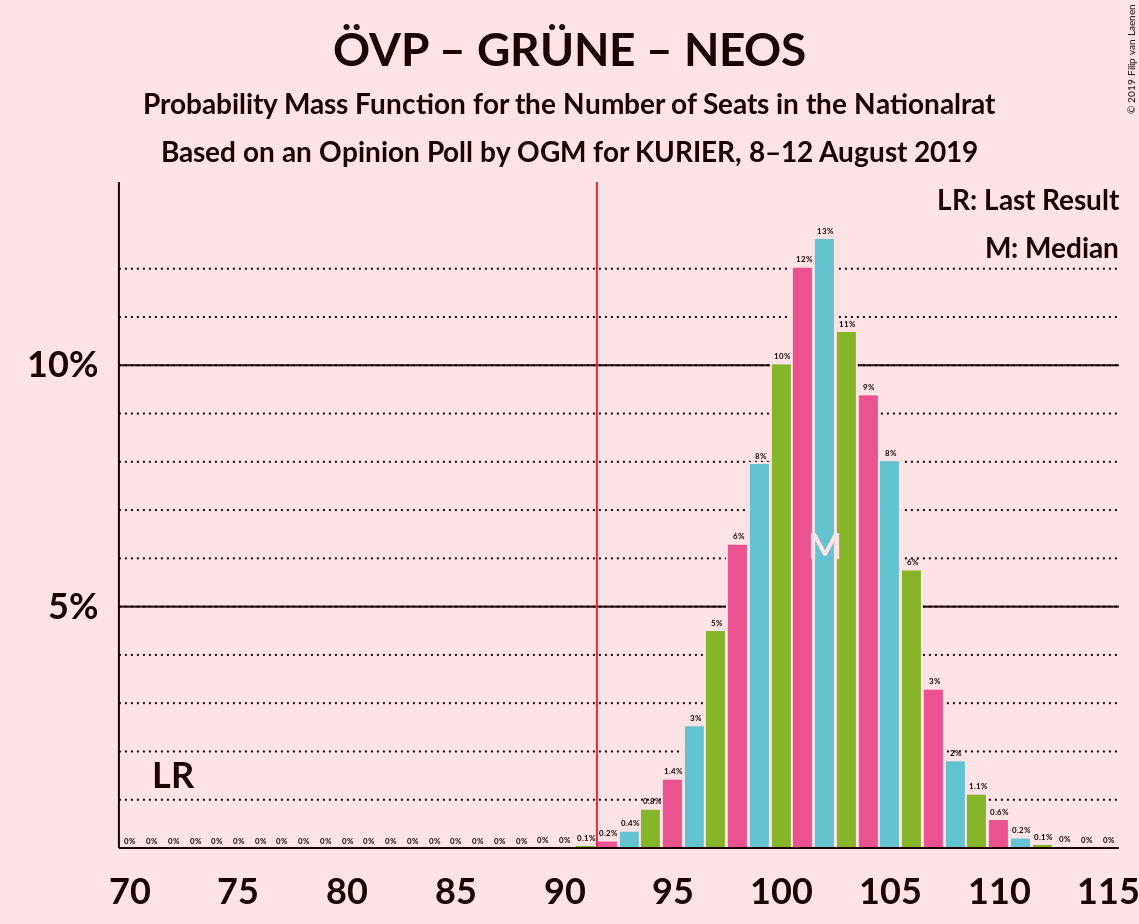 ÖVP – GRÜNE – NEOS
Probability Mass Function for the Number of Seats in the Nationalrat
Based on an Opinion Poll by OGM for KURIER, 8–12 August 2019
© 2019 Filip van Laenen
LR: Last Result
M: Median
10%
5%
LR
M
0% 0% 0% 0% 0% 0% 0% 0% 0% 0% 0% 0% 0% 0% 0% 0% 0% 0% 0% 0% 0% 0.1% 0.2% 0.4% 0.8% 1.4% 3% 5% 6% 8% 10% 12% 13% 11% 9% 8% 6% 3% 2% 1.1% 0.6% 0.2% 0.1% 0% 0% 0%
70 75 80 85 90 95 100 105 110 115